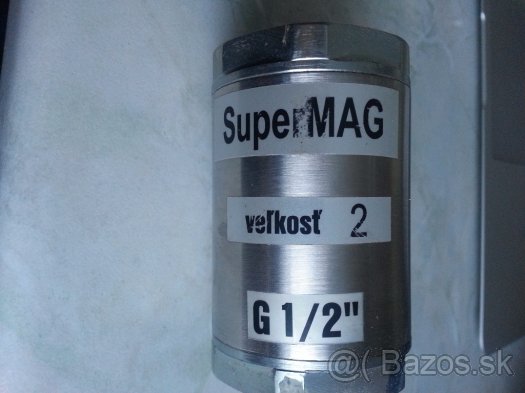 SuperMAG
veľkosť 2
G 1/2"
@( Bazos.sk